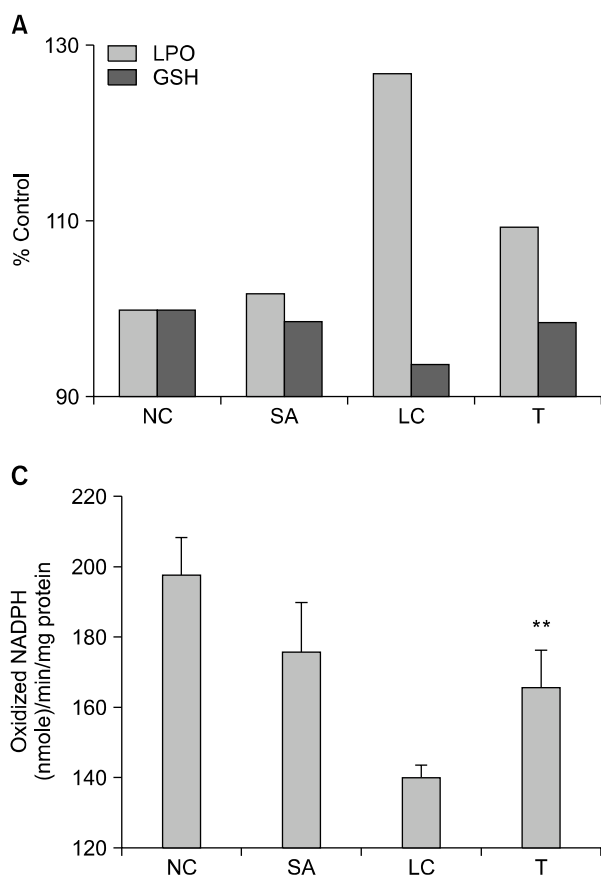 A
130
LPO
GSH
110
% Control
90
NC SA LC T
C
220
200
180
**
160
Oxidized NADPH
(nmole)/min/mg protein
140
120
NC SA LC T